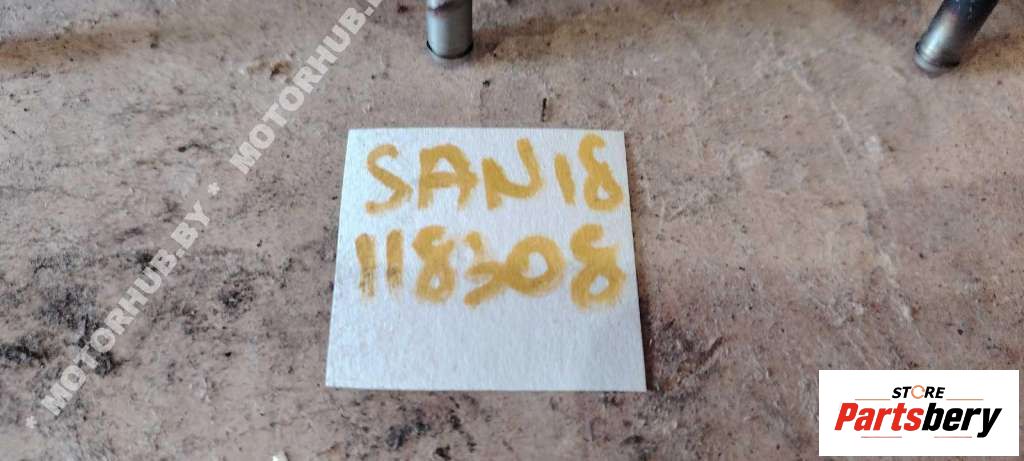 SAN18
118308
* MOTORHUB.BY * MOTORHUB.BY
STORE
Partsbery